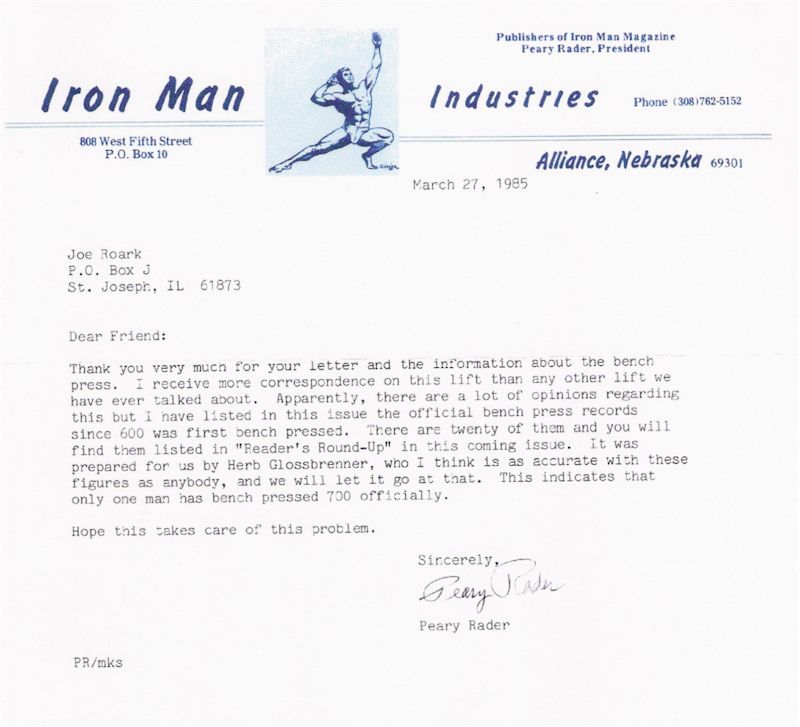 Publishers of Iron Man Magazine
Peary Rader, President
Iron Man Industries Phone (308)762-5152
808 West Fifth Street
P.O. Box 10
Alliance, Nebraska 69301
March 27, 1985
Joe Roark
P.O. Box J
St. Joseph, IL 61873
Dear Friend:
Thank you very much for your letter and the information about the bench
press. I receive more correspondence on this lift than any other lift we
have ever talked about. Apparently, there are a lot of opinions regarding
this but I have listed in this issue the official bench press records
since 600 was first bench pressed. There are twenty of them and you will
find them listed in "Reader's Round-Up" in this coming issue. It was
prepared for us by Herb Glossbrenner, who I think is as accurate with these
figures as anybody, and we will let it go at that. This indicates that
only one man has bench pressed 700 officially.
Hope this takes care of this problem.
Sincerely,
Peary Rader
Peary Rader
PR/mks